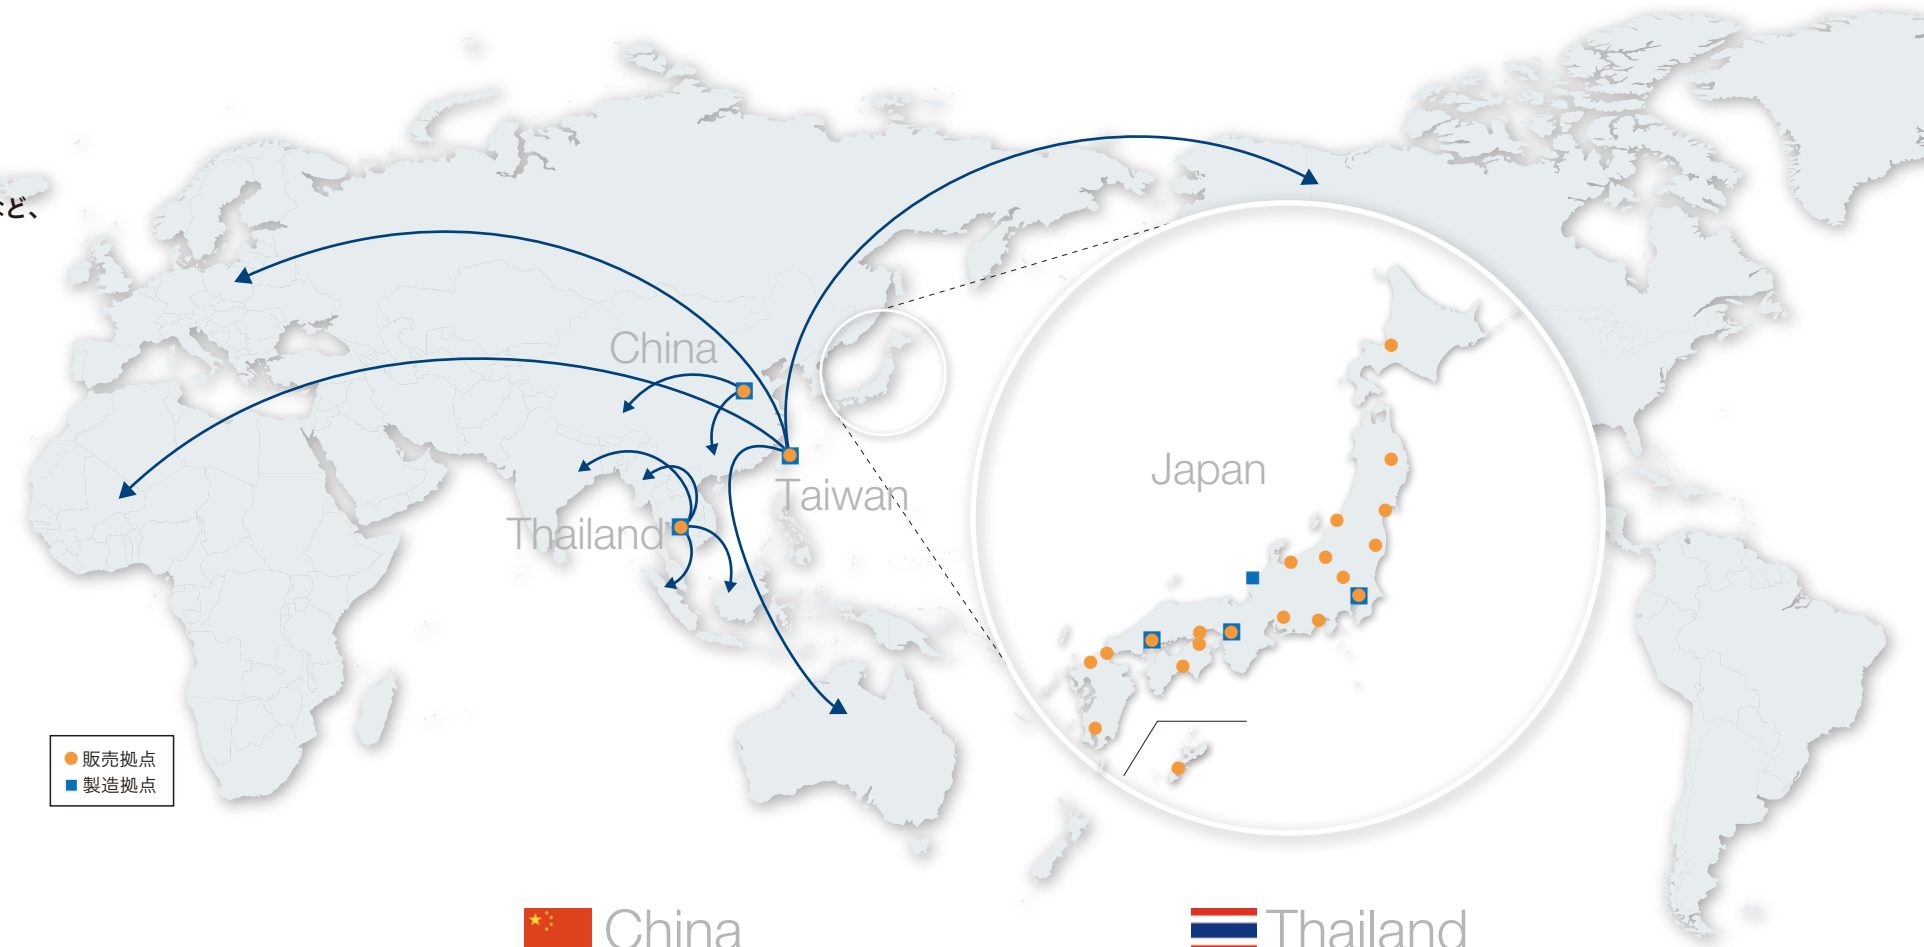 ど、
China
Japan
Taiwan
Thailand
販売拠点
製造拠点
China
Thailand